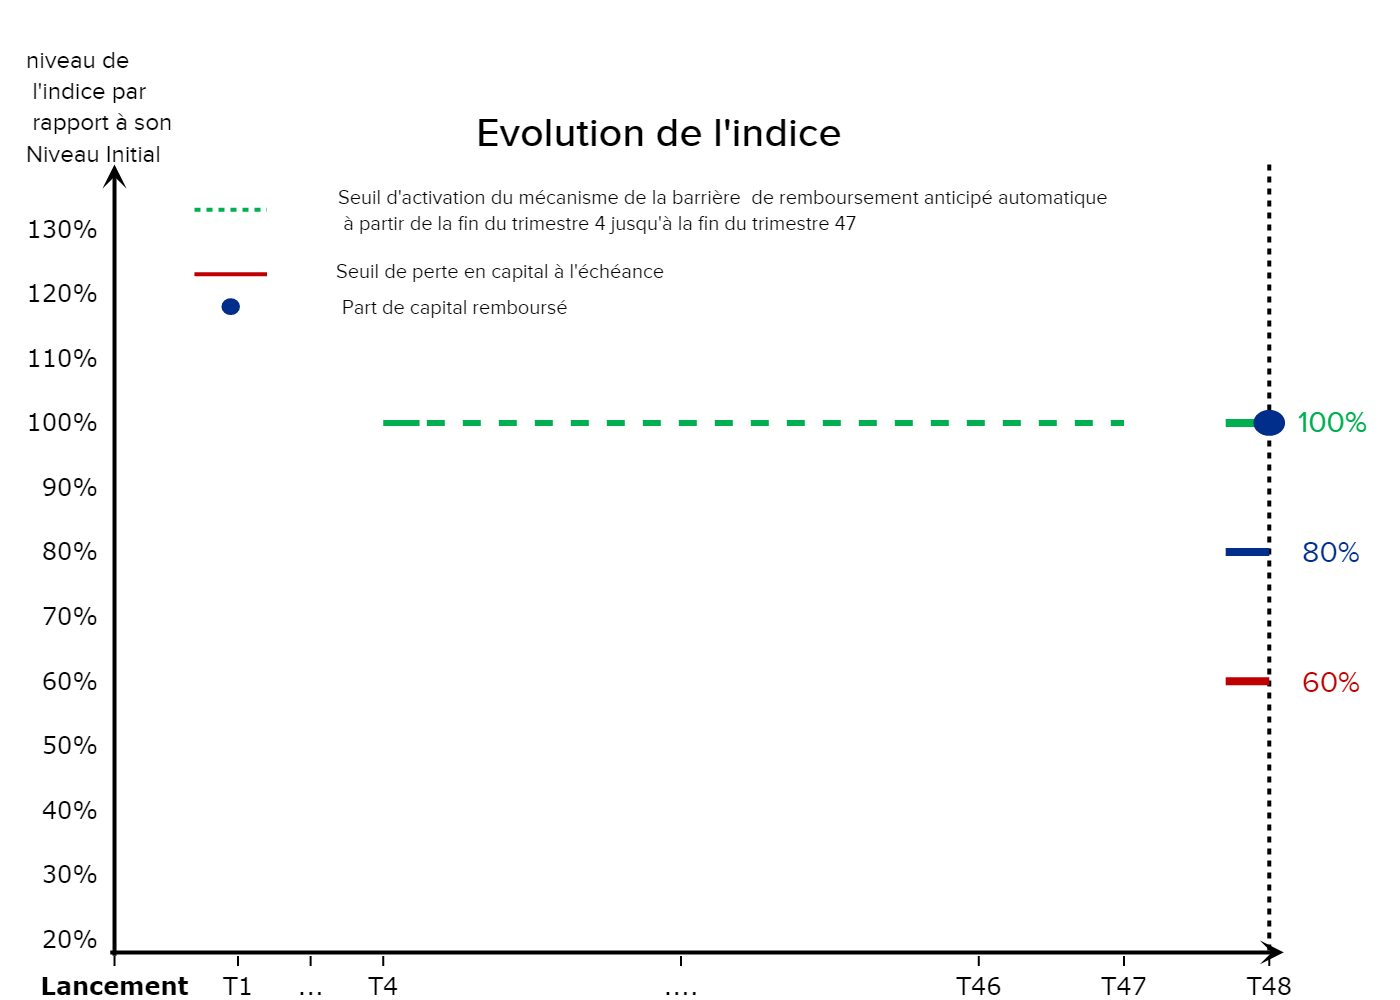 niveau de
l'indice par
rapport à son
Niveau Initial
Evolution de l'indice
Seuil d'activation du mécanisme de la barrière  de remboursement anticipé automatique
à partir de la fin du trimestre 4 jusqu'à la fin du trimestre 47
Seuil de perte en capital à l'échéance
Part de capital remboursé
130%
120%
110%
100%
90%
80%
70%
60%
50%
40%
30%
20%
100%
80%
60%
Lancement T1 ... T4 .... T46 T47 T48